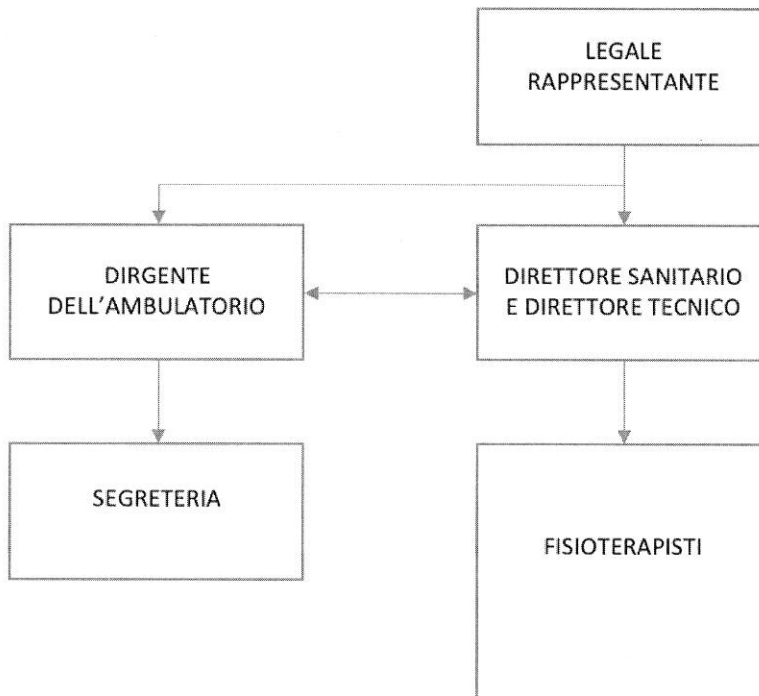 LEGALE
RAPPRESENTANTE
DIRGENTE
DELL’AMBULATORIO
DIRETTORE SANITARIO
E DIRETTORE TECNICO
SEGRETERIA
FISIOTERAPISTI